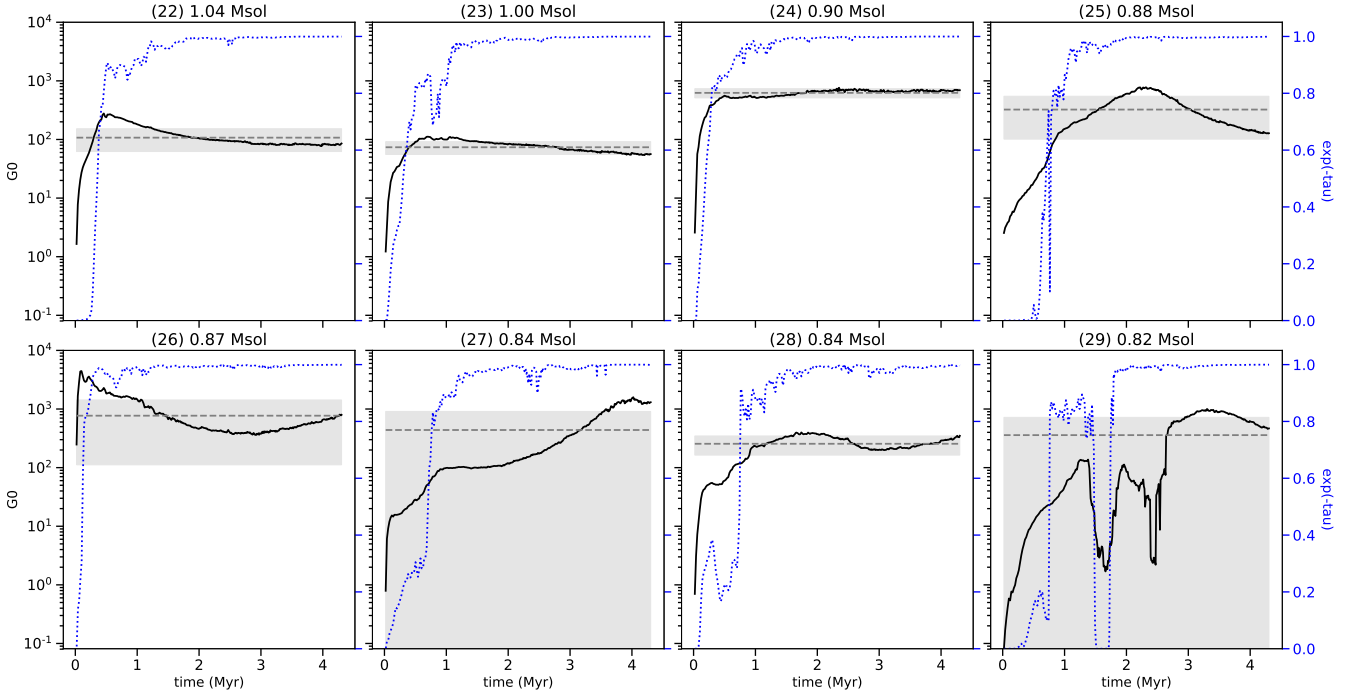 (22) 1.04 Msol
(23) 1.00 Msol
(24) 0.90 Msol
(25) 0.88 Msol
10^4
10^3
10^2
10^1
10^0
10^-1
G0
1.0
0.8
0.6
0.4
0.2
0.0
exp(-tau)
(26) 0.87 Msol
(27) 0.84 Msol
(28) 0.84 Msol
(29) 0.82 Msol
10^4
10^3
10^2
10^1
10^0
10^-1
G0
1.0
0.8
0.6
0.4
0.2
0.0
exp(-tau)
0 1 2 3 4
0 1 2 3 4
0 1 2 3 4
0 1 2 3 4
time (Myr)
time (Myr)
time (Myr)
time (Myr)